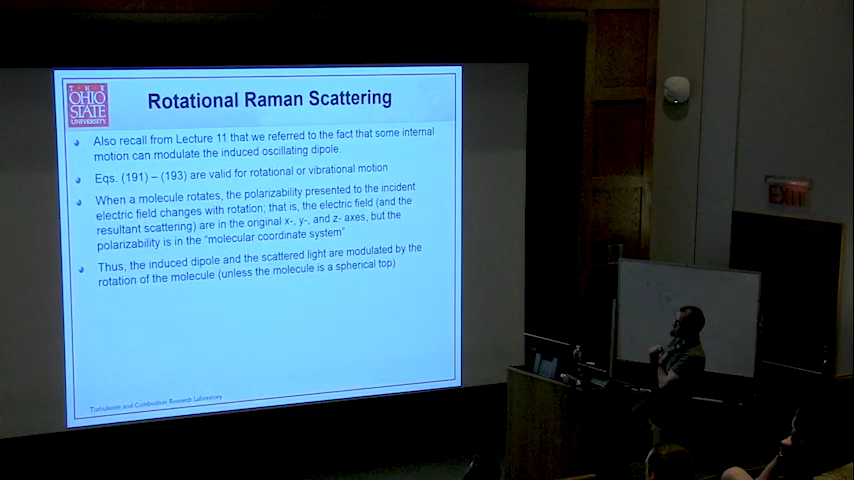 T · H · E
OHIO
STATE
UNIVERSITY
Rotational Raman Scattering
Also recall from Lecture 11 that we referred to the fact that some internal
motion can modulate the induced oscillating dipole.
Eqs. (191) – (193) are valid for rotational or vibrational motion
When a molecule rotates, the polarizability presented to the incident
electric field changes with rotation; that is, the electric field (and the
resultant scattering) are in the original x-, y-, and z- axes, but the
polarizability is in the “molecular coordinate system”
Thus, the induced dipole and the scattered light are modulated by the
rotation of the molecule (unless the molecule is a spherical top)
Turbulence and Combustion Research Laboratory
EXIT